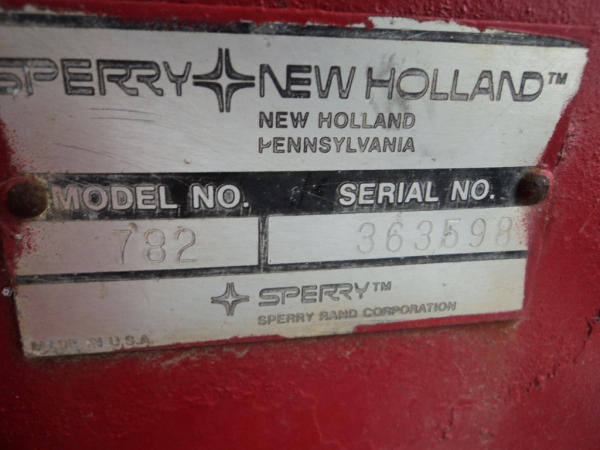 SPERRY NEW HOLLAND™
NEW HOLLAND
PENNSYLVANIA
MODEL NO. SERIAL NO.
782 363598
SPERRY™
SPERRY RAND CORPORATION
MADE IN U.S.A.